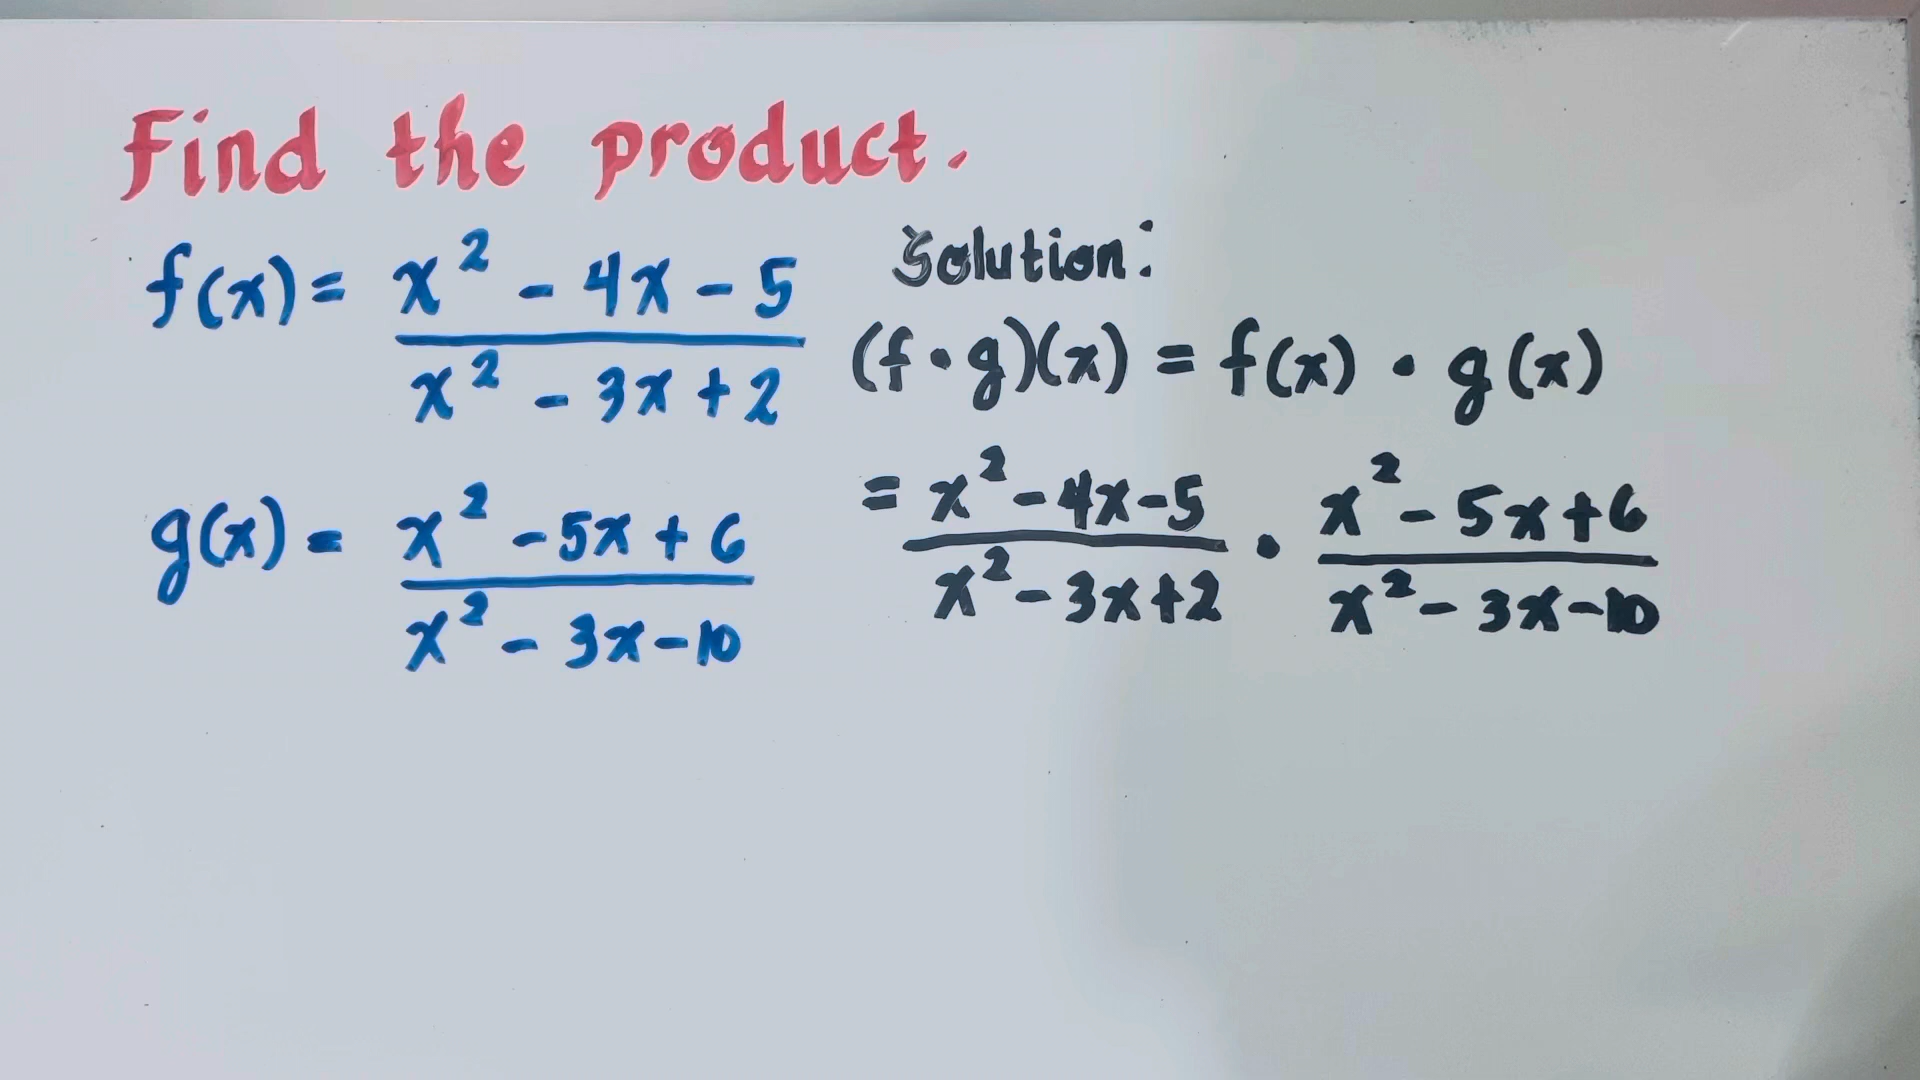 Find the product.
f(x) = x² - 4x - 5
x² - 3x + 2
g(x) = x² - 5x + 6
x² - 3x - 10
Solution:
(f • g)(x) = f(x) • g(x)
= x² - 4x - 5 • x² - 5x + 6
x² - 3x + 2 x² - 3x - 10